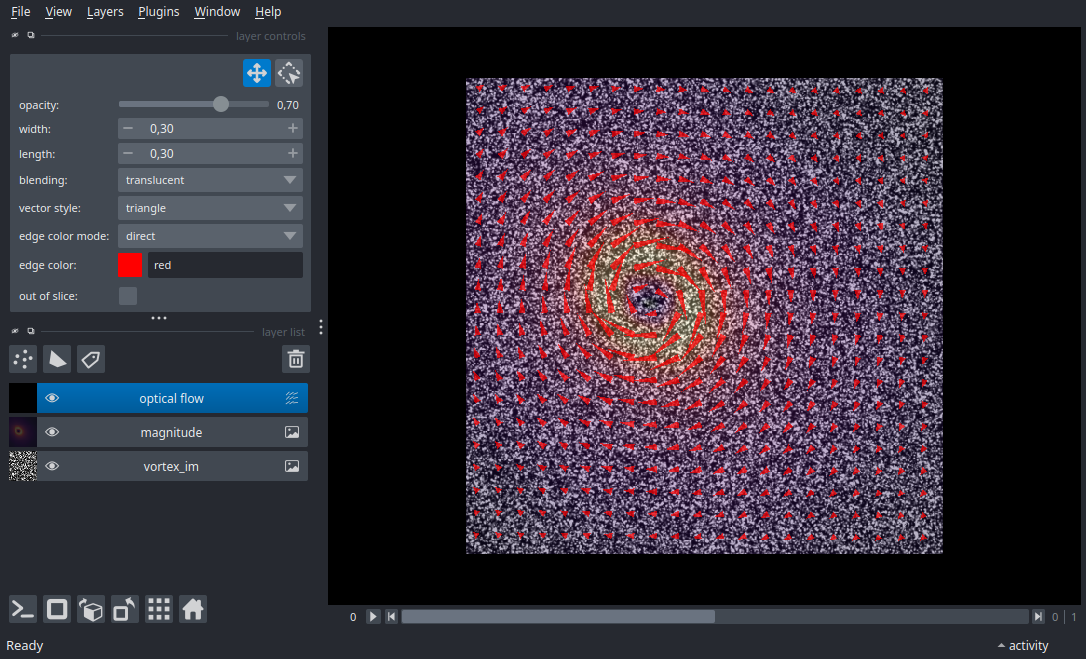 File View Layers Plugins Window Help
layer controls
opacity: 0,70
width: 0,30
length: 0,30
blending: translucent
vector style: triangle
edge color mode: direct
edge color: red
out of slice:
layer list
optical flow
magnitude
vortex_im
0 0 1
Ready activity